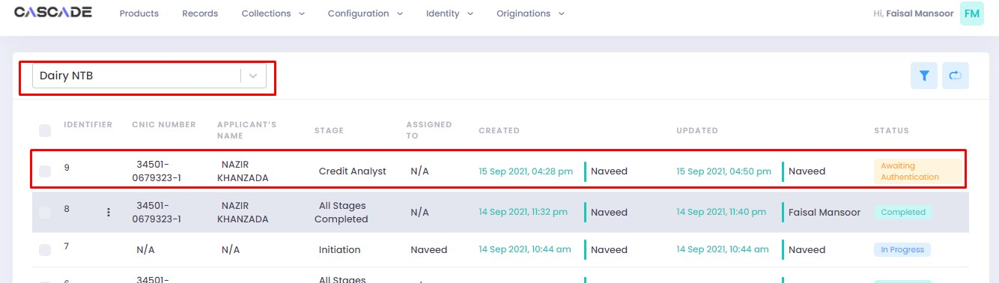 CASCADE Products Records Collections Configuration Identity Originations Hi, Faisal Mansoor FM
Dairy NTB
IDENTIFIER CNIC NUMBER APPLICANT'S NAME STAGE ASSIGNED TO CREATED UPDATED STATUS
9 34501-0679323-1 NAZIR KHANZADA Credit Analyst N/A 15 Sep 2021, 04:28 pm Naveed 15 Sep 2021, 04:50 pm Naveed Awaiting Authentication
8 34501-0679323-1 NAZIR KHANZADA All Stages Completed N/A 14 Sep 2021, 11:32 pm Naveed 14 Sep 2021, 11:40 pm Faisal Mansoor Completed
7 N/A N/A Initiation Naveed 14 Sep 2021, 10:44 am Naveed 14 Sep 2021, 10:44 am Naveed In Progress
34501- All Stages